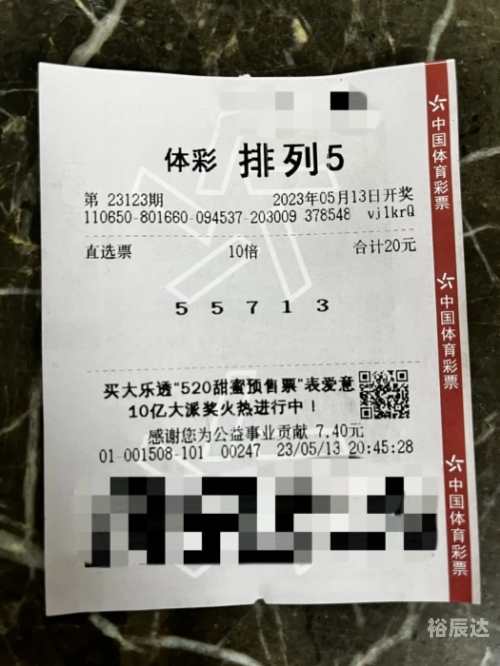 体彩 排列5
第 23123期 2023年05月13日开奖
110650-801660-094537-203009 378548 vj1krQ
直选票 10倍 合计20元
5 5 7 1 3
买大乐透"520甜蜜预售票"表爱意
10亿大派奖火热进行中！
感谢您为公益事业贡献 7.40元
01-001508-101 00247 23/05/13 20:45:28
中国体育彩票
中国体育彩票
中国体育彩票
裕辰达